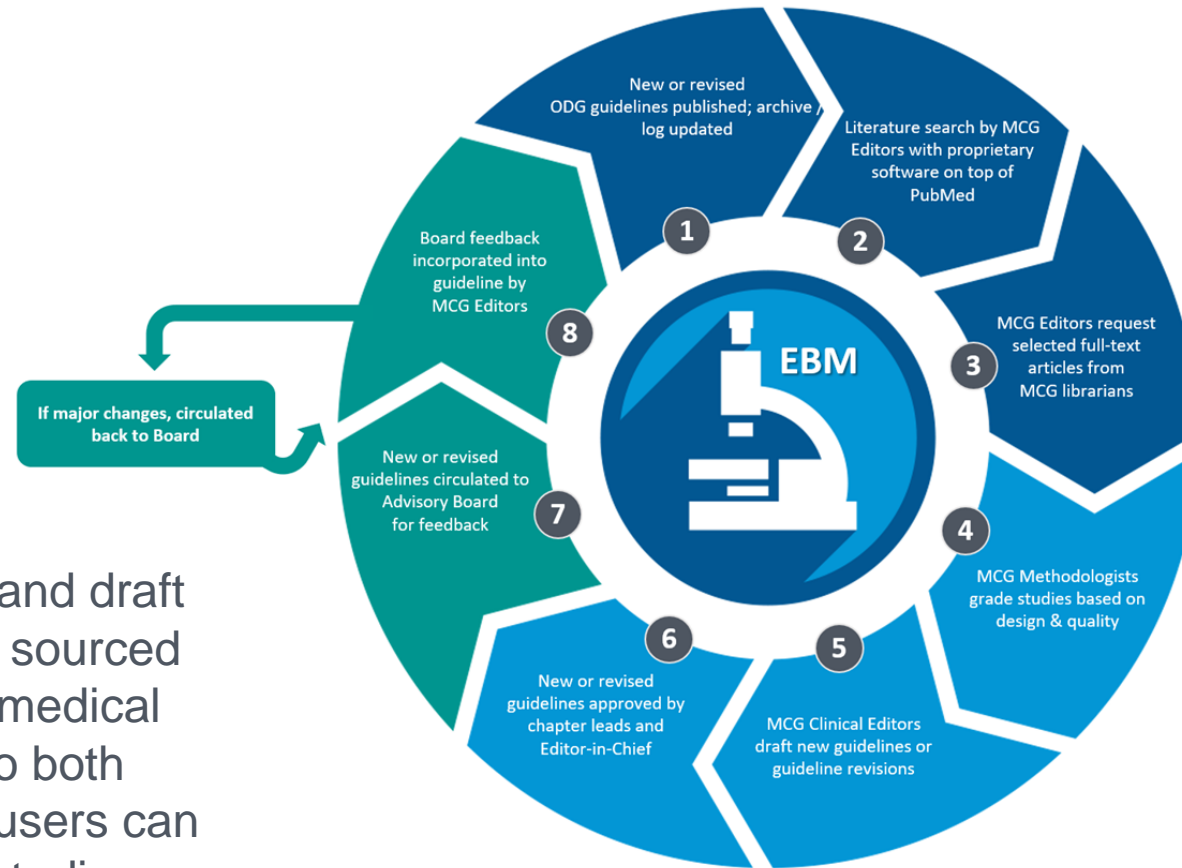 New or revised
ODG guidelines published; archive /
log updated
1
Literature search by MCG
Editors with proprietary
software on top of
PubMed
2
MCG Editors request
selected full-text
articles from
MCG librarians
3
MCG Methodologists
grade studies based on
design & quality
4
MCG Clinical Editors
draft new guidelines or
guideline revisions
5
New or revised
guidelines approved by
chapter leads and
Editor-in-Chief
6
New or revised
guidelines circulated to
Advisory Board
for feedback
7
Board feedback
incorporated into
guideline by
MCG Editors
8
If major changes, circulated
back to Board
EBM
and draft
sourced
medical
both
users can